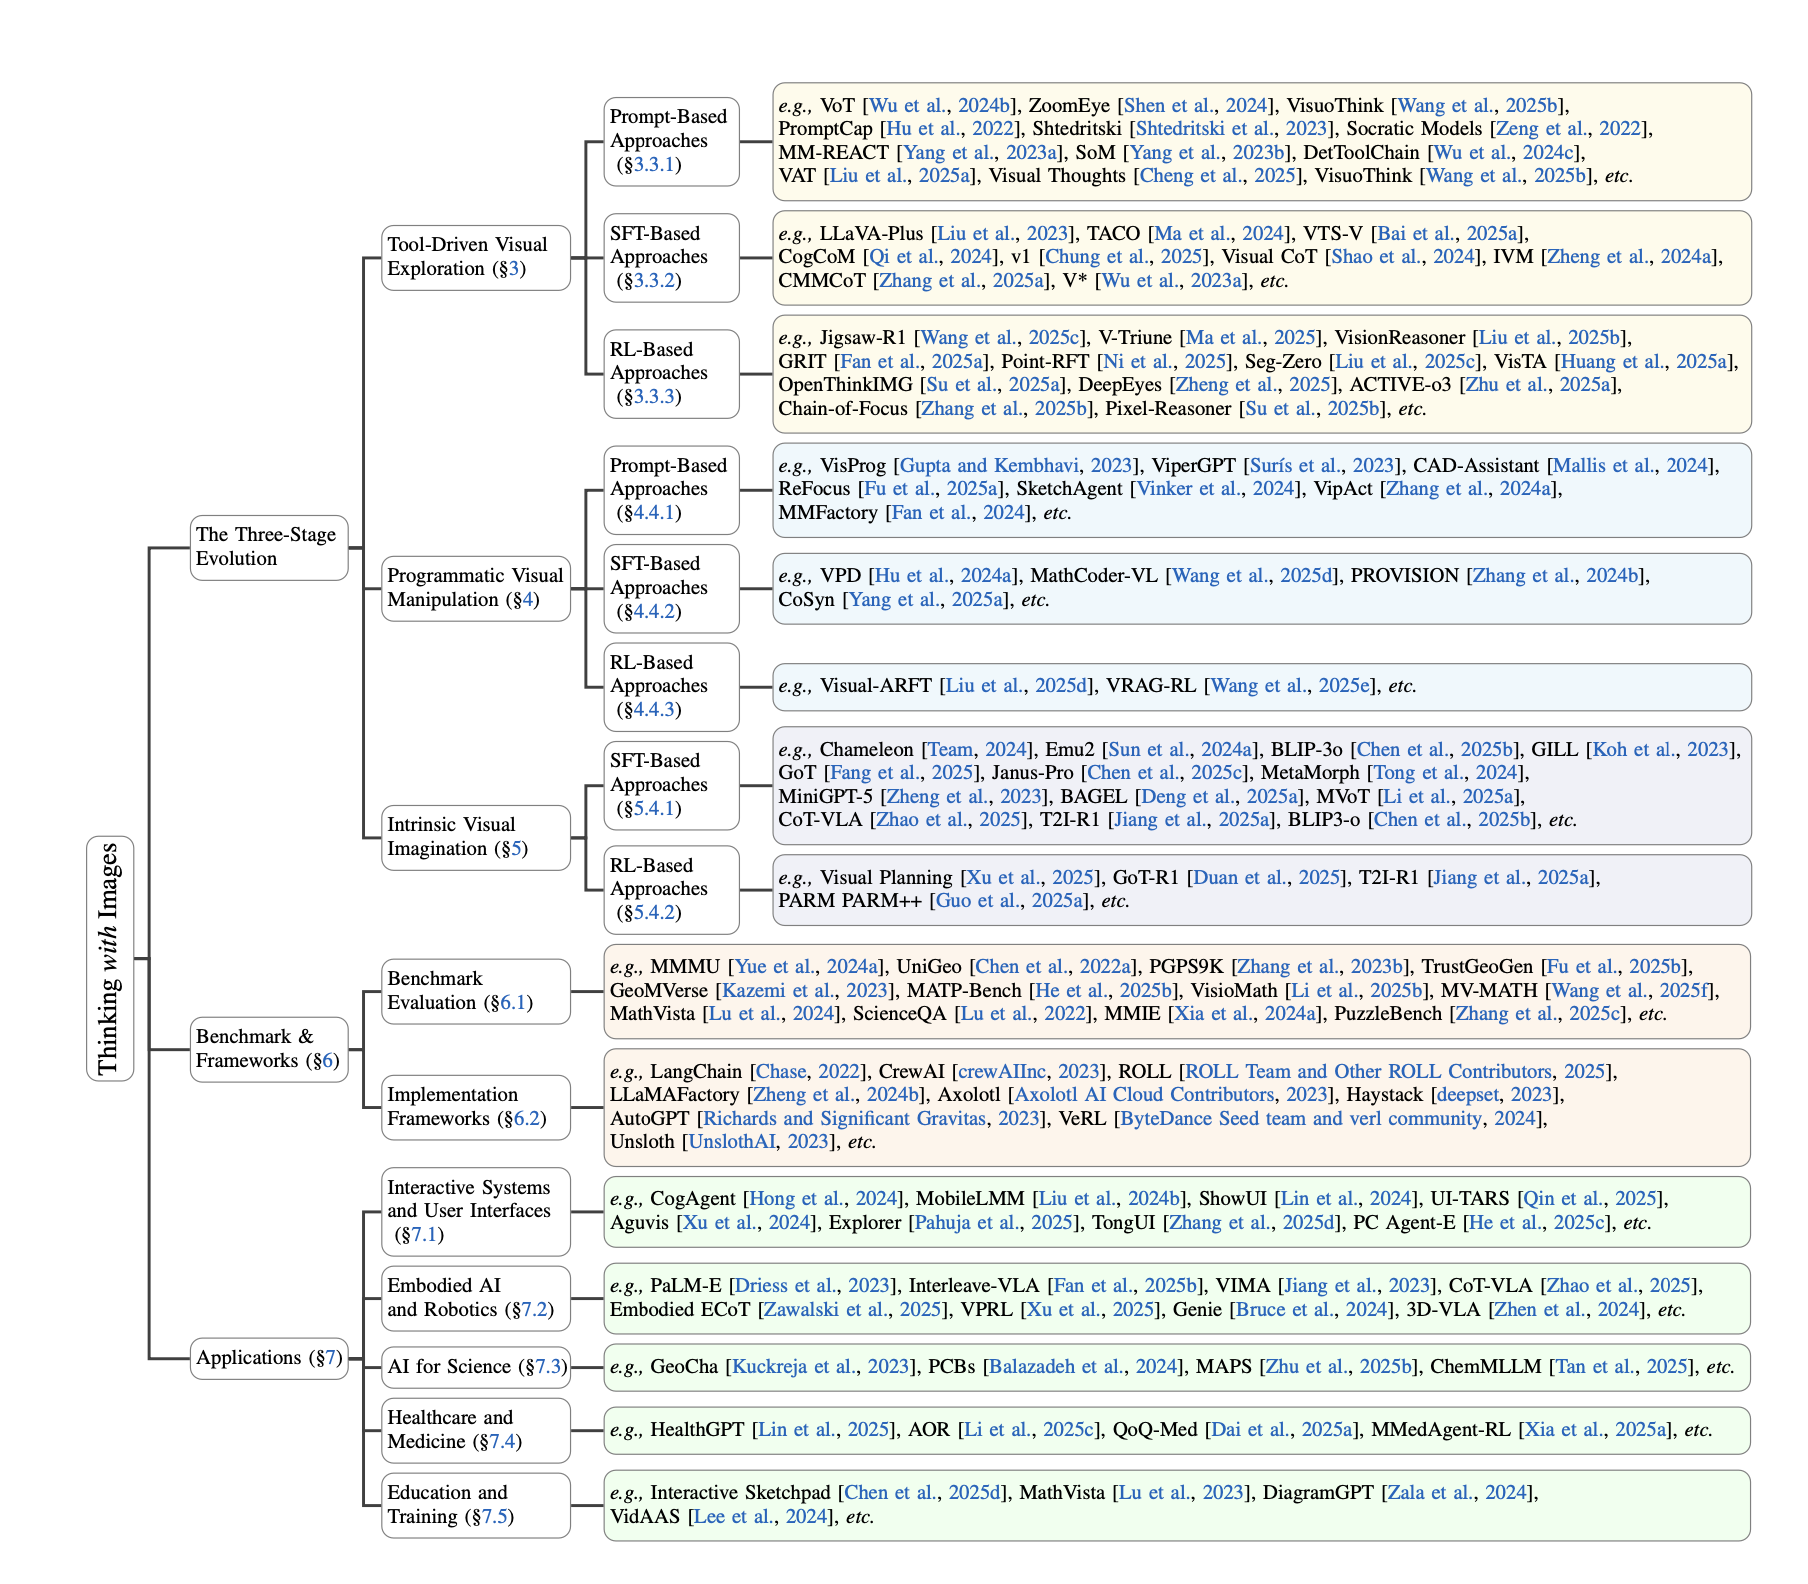 Thinking with Images
The Three-Stage
Evolution
Tool-Driven Visual
Exploration (§3)
Prompt-Based
Approaches
(§3.3.1)
e.g., VoT [Wu et al., 2024b], ZoomEye [Shen et al., 2024], VisuoThink [Wang et al., 2025b],
PromptCap [Hu et al., 2022], Shtedritski [Shtedritski et al., 2023], Socratic Models [Zeng et al., 2022],
MM-REACT [Yang et al., 2023a], SoM [Yang et al., 2023b], DetToolChain [Wu et al., 2024c],
VAT [Liu et al., 2025a], Visual Thoughts [Cheng et al., 2025], VisuoThink [Wang et al., 2025b], etc.
SFT-Based
Approaches
(§3.3.2)
e.g., LLaVA-Plus [Liu et al., 2023], TACO [Ma et al., 2024], VTS-V [Bai et al., 2025a],
CogCoM [Qi et al., 2024], v1 [Chung et al., 2025], Visual CoT [Shao et al., 2024], IVM [Zheng et al., 2024a],
CMMCoT [Zhang et al., 2025a], V* [Wu et al., 2023a], etc.
RL-Based
Approaches
(§3.3.3)
e.g., Jigsaw-R1 [Wang et al., 2025c], V-Triune [Ma et al., 2025], VisionReasoner [Liu et al., 2025b],
GRIT [Fan et al., 2025a], Point-RFT [Ni et al., 2025], Seg-Zero [Liu et al., 2025c], VisTA [Huang et al., 2025a],
OpenThinkIMG [Su et al., 2025a], DeepEyes [Zheng et al., 2025], ACTIVE-o3 [Zhu et al., 2025a],
Chain-of-Focus [Zhang et al., 2025b], Pixel-Reasoner [Su et al., 2025b], etc.
Programmatic Visual
Manipulation (§4)
Prompt-Based
Approaches
(§4.4.1)
e.g., VisProg [Gupta and Kembhavi, 2023], ViperGPT [Surís et al., 2023], CAD-Assistant [Mallis et al., 2024],
ReFocus [Fu et al., 2025a], SketchAgent [Vinker et al., 2024], VipAct [Zhang et al., 2024a],
MMFactory [Fan et al., 2024], etc.
SFT-Based
Approaches
(§4.4.2)
e.g., VPD [Hu et al., 2024a], MathCoder-VL [Wang et al., 2025d], PROVISION [Zhang et al., 2024b],
CoSyn [Yang et al., 2025a], etc.
RL-Based
Approaches
(§4.4.3)
e.g., Visual-ARFT [Liu et al., 2025d], VRAG-RL [Wang et al., 2025e], etc.
Intrinsic Visual
Imagination (§5)
SFT-Based
Approaches
(§5.4.1)
e.g., Chameleon [Team, 2024], Emu2 [Sun et al., 2024a], BLIP-3o [Chen et al., 2025b], GILL [Koh et al., 2023],
GoT [Fang et al., 2025], Janus-Pro [Chen et al., 2025c], MetaMorph [Tong et al., 2024],
MiniGPT-5 [Zheng et al., 2023], BAGEL [Deng et al., 2025a], MVoT [Li et al., 2025a],
CoT-VLA [Zhao et al., 2025], T2I-R1 [Jiang et al., 2025a], BLIP3-o [Chen et al., 2025b], etc.
RL-Based
Approaches
(§5.4.2)
e.g., Visual Planning [Xu et al., 2025], GoT-R1 [Duan et al., 2025], T2I-R1 [Jiang et al., 2025a],
PARM PARM++ [Guo et al., 2025a], etc.
Benchmark &
Frameworks (§6)
Benchmark
Evaluation (§6.1)
e.g., MMMU [Yue et al., 2024a], UniGeo [Chen et al., 2022a], PGPS9K [Zhang et al., 2023b], TrustGeoGen [Fu et al., 2025b],
GeoMVerse [Kazemi et al., 2023], MATP-Bench [He et al., 2025b], VisioMath [Li et al., 2025b], MV-MATH [Wang et al., 2025f],
MathVista [Lu et al., 2024], ScienceQA [Lu et al., 2022], MMIE [Xia et al., 2024a], PuzzleBench [Zhang et al., 2025c], etc.
Implementation
Frameworks (§6.2)
e.g., LangChain [Chase, 2022], CrewAI [crewAIInc, 2023], ROLL [ROLL Team and Other ROLL Contributors, 2025],
LLaMAFactory [Zheng et al., 2024b], Axolotl [Axolotl AI Cloud Contributors, 2023], Haystack [deepset, 2023],
AutoGPT [Richards and Significant Gravitas, 2023], VeRL [ByteDance Seed team and verl community, 2024],
Unsloth [UnslothAI, 2023], etc.
Applications (§7)
Interactive Systems
and User Interfaces
(§7.1)
e.g., CogAgent [Hong et al., 2024], MobileLMM [Liu et al., 2024b], ShowUI [Lin et al., 2024], UI-TARS [Qin et al., 2025],
Aguvis [Xu et al., 2024], Explorer [Pahuja et al., 2025], TongUI [Zhang et al., 2025d], PC Agent-E [He et al., 2025c], etc.
Embodied AI
and Robotics (§7.2)
e.g., PaLM-E [Driess et al., 2023], Interleave-VLA [Fan et al., 2025b], VIMA [Jiang et al., 2023], CoT-VLA [Zhao et al., 2025],
Embodied ECoT [Zawalski et al., 2025], VPRL [Xu et al., 2025], Genie [Bruce et al., 2024], 3D-VLA [Zhen et al., 2024], etc.
AI for Science (§7.3)
e.g., GeoCha [Kuckreja et al., 2023], PCBs [Balazadeh et al., 2024], MAPS [Zhu et al., 2025b], ChemMLLM [Tan et al., 2025], etc.
Healthcare and
Medicine (§7.4)
e.g., HealthGPT [Lin et al., 2025], AOR [Li et al., 2025c], QoQ-Med [Dai et al., 2025a], MMedAgent-RL [Xia et al., 2025a], etc.
Education and
Training (§7.5)
e.g., Interactive Sketchpad [Chen et al., 2025d], MathVista [Lu et al., 2023], DiagramGPT [Zala et al., 2024],
VidAAS [Lee et al., 2024], etc.